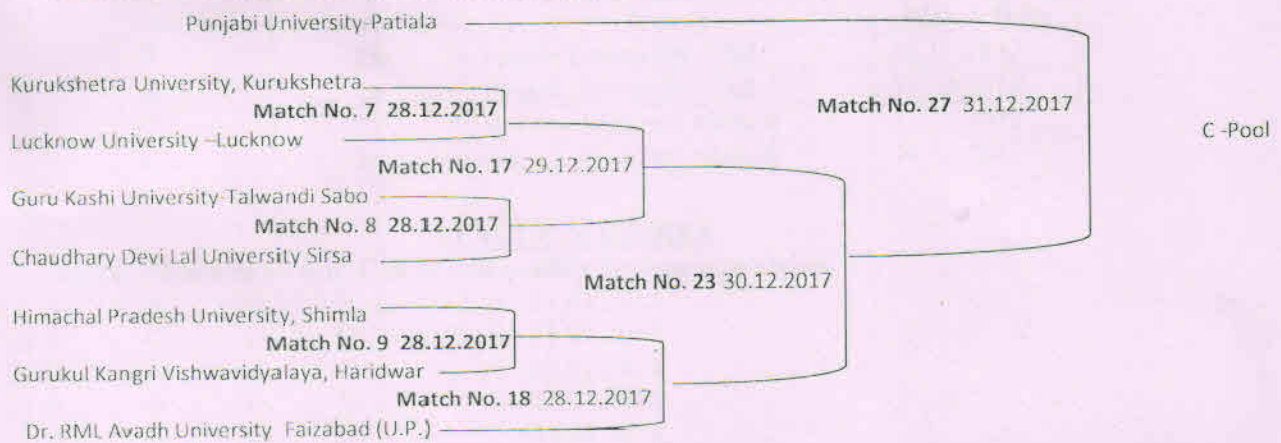 Punjabi University-Patiala
Kurukshetra University, Kurukshetra
Match No. 7 28.12.2017
Match No. 27 31.12.2017
C -Pool
Lucknow University –Lucknow
Match No. 17 29.12.2017
Guru Kashi University-Talwandi Sabo
Match No. 8 28.12.2017
Chaudhary Devi Lal University Sirsa
Match No. 23 30.12.2017
Himachal Pradesh University, Shimla
Match No. 9 28.12.2017
Gurukul Kangri Vishwavidyalaya, Haridwar
Match No. 18 28.12.2017
Dr. RML Avadh University Faizabad (U.P.)